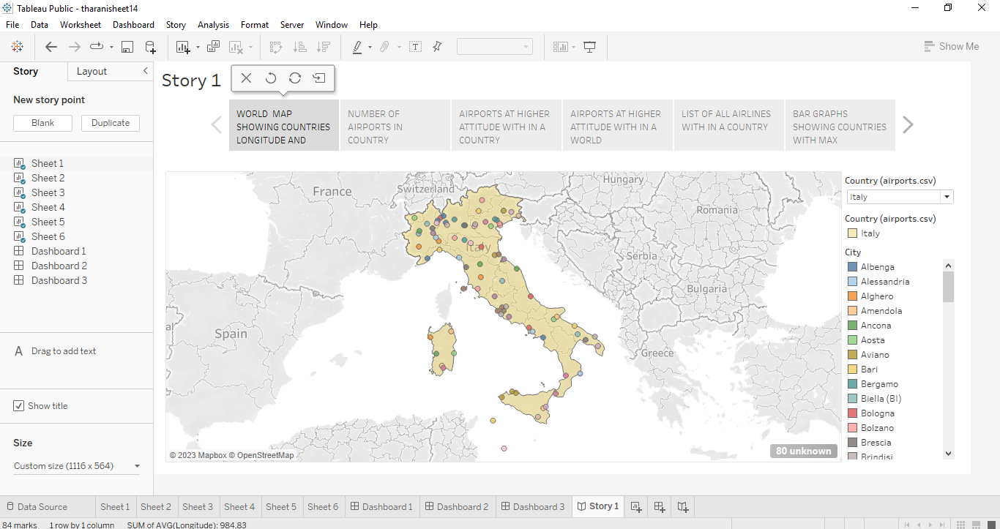 Tableau Public - tharanisheet14
File Data Worksheet Dashboard Story Analysis Format Server Window Help
Show Me
Story Layout
New story point
Blank Duplicate
Sheet 1
Sheet 2
Sheet 3
Sheet 4
Sheet 5
Sheet 6
Dashboard 1
Dashboard 2
Dashboard 3
A Drag to add text
Show title
Size
Custom size (1116 x 564)
Story 1
WORLD MAP
SHOWING COUNTRIES
LONGITUDE AND
NUMBER OF
AIRPORTS IN
COUNTRY
AIRPORTS AT HIGHER
ATTITUDE WITH IN A
COUNTRY
AIRPORTS AT HIGHER
ATTITUDE WITH IN A
WORLD
LIST OF ALL AIRLINES
WITH IN A COUNTRY
BAR GRAPHS
SHOWING COUNTRIES
WITH MAX
France
Switzerland
Hungary
Romania
Italy
Serbia
Bulgaria
Spain
al
Greece
© 2023 Mapbox © OpenStreetMap
80 unknown
Country (airports.csv)
Italy
Country (airports.csv)
Italy
City
Albenga
Alessandria
Alghero
Amendola
Ancona
Aosta
Aviano
Bari
Bergamo
Biella (BI)
Bologna
Bolzano
Brescia
Brindisi
Data Source Sheet 1 Sheet 2 Sheet 3 Sheet 4 Sheet 5 Sheet 6 Dashboard 1 Dashboard 2 Dashboard 3 Story 1
84 marks 1 row by 1 column SUM of AVG(Longitude): 984.83